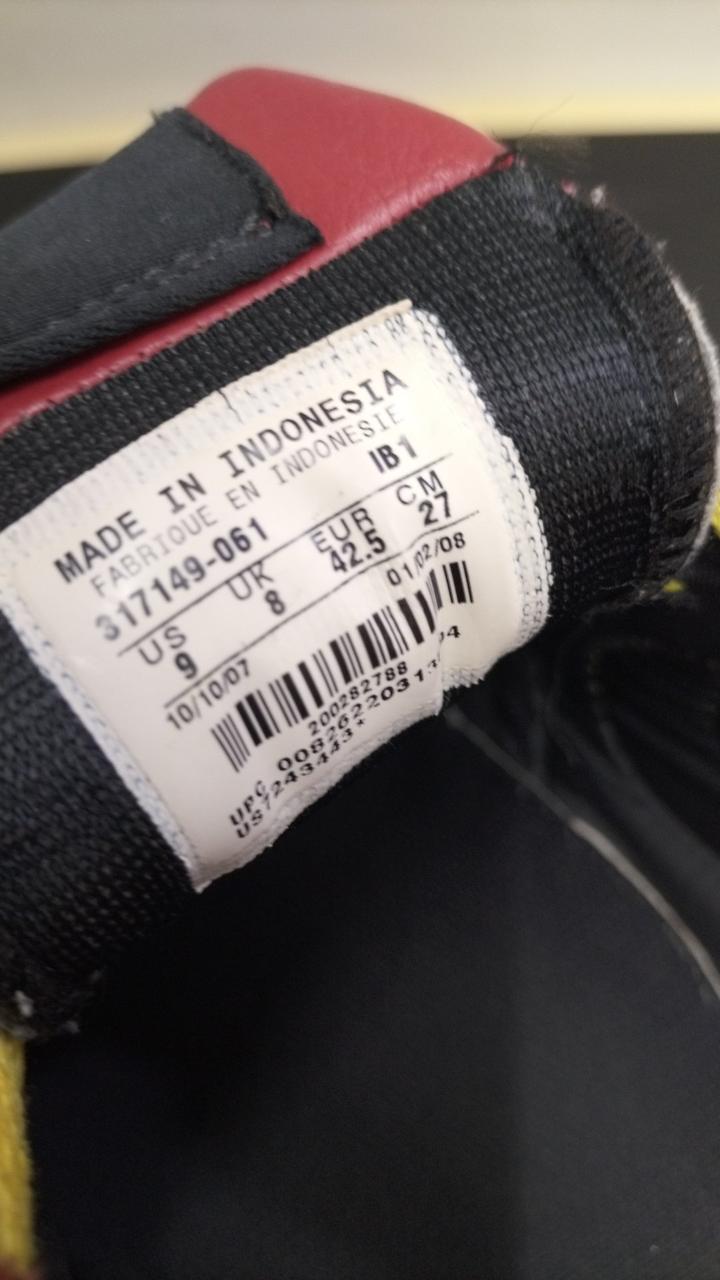 MADE IN INDONESIA
FABRIQUE EN INDONESIE
317149-061 IB1
US UK EUR CM
9 8 42.5 27
10/10/07 01/02/08
200282788
UPC 00826220313
US7243443*